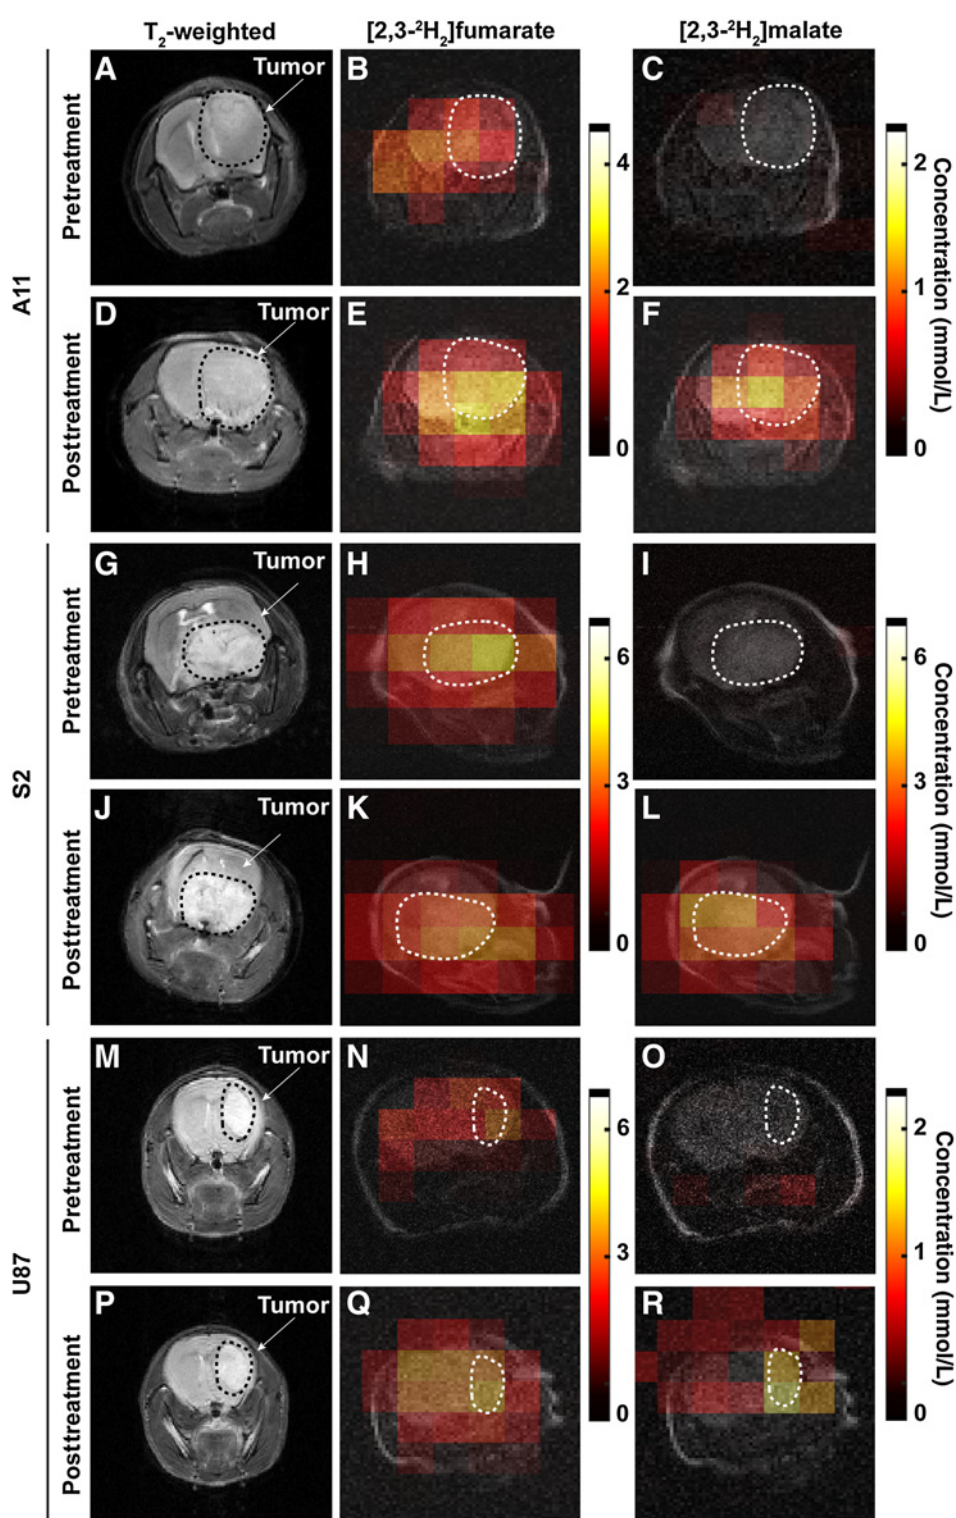 T2-weighted [2,3-²H₂]fumarate [2,3-²H₂]malate
A11
Pretreatment
A Tumor B C
4 2
2 1
0 0
Concentration (mmol/L)
Posttreatment
D Tumor E F
S2
Pretreatment
G Tumor H I
6 6
3 3
0 0
Concentration (mmol/L)
Posttreatment
J Tumor K L
U87
Pretreatment
M Tumor N O
6 2
3 1
0 0
Concentration (mmol/L)
Posttreatment
P Tumor Q R